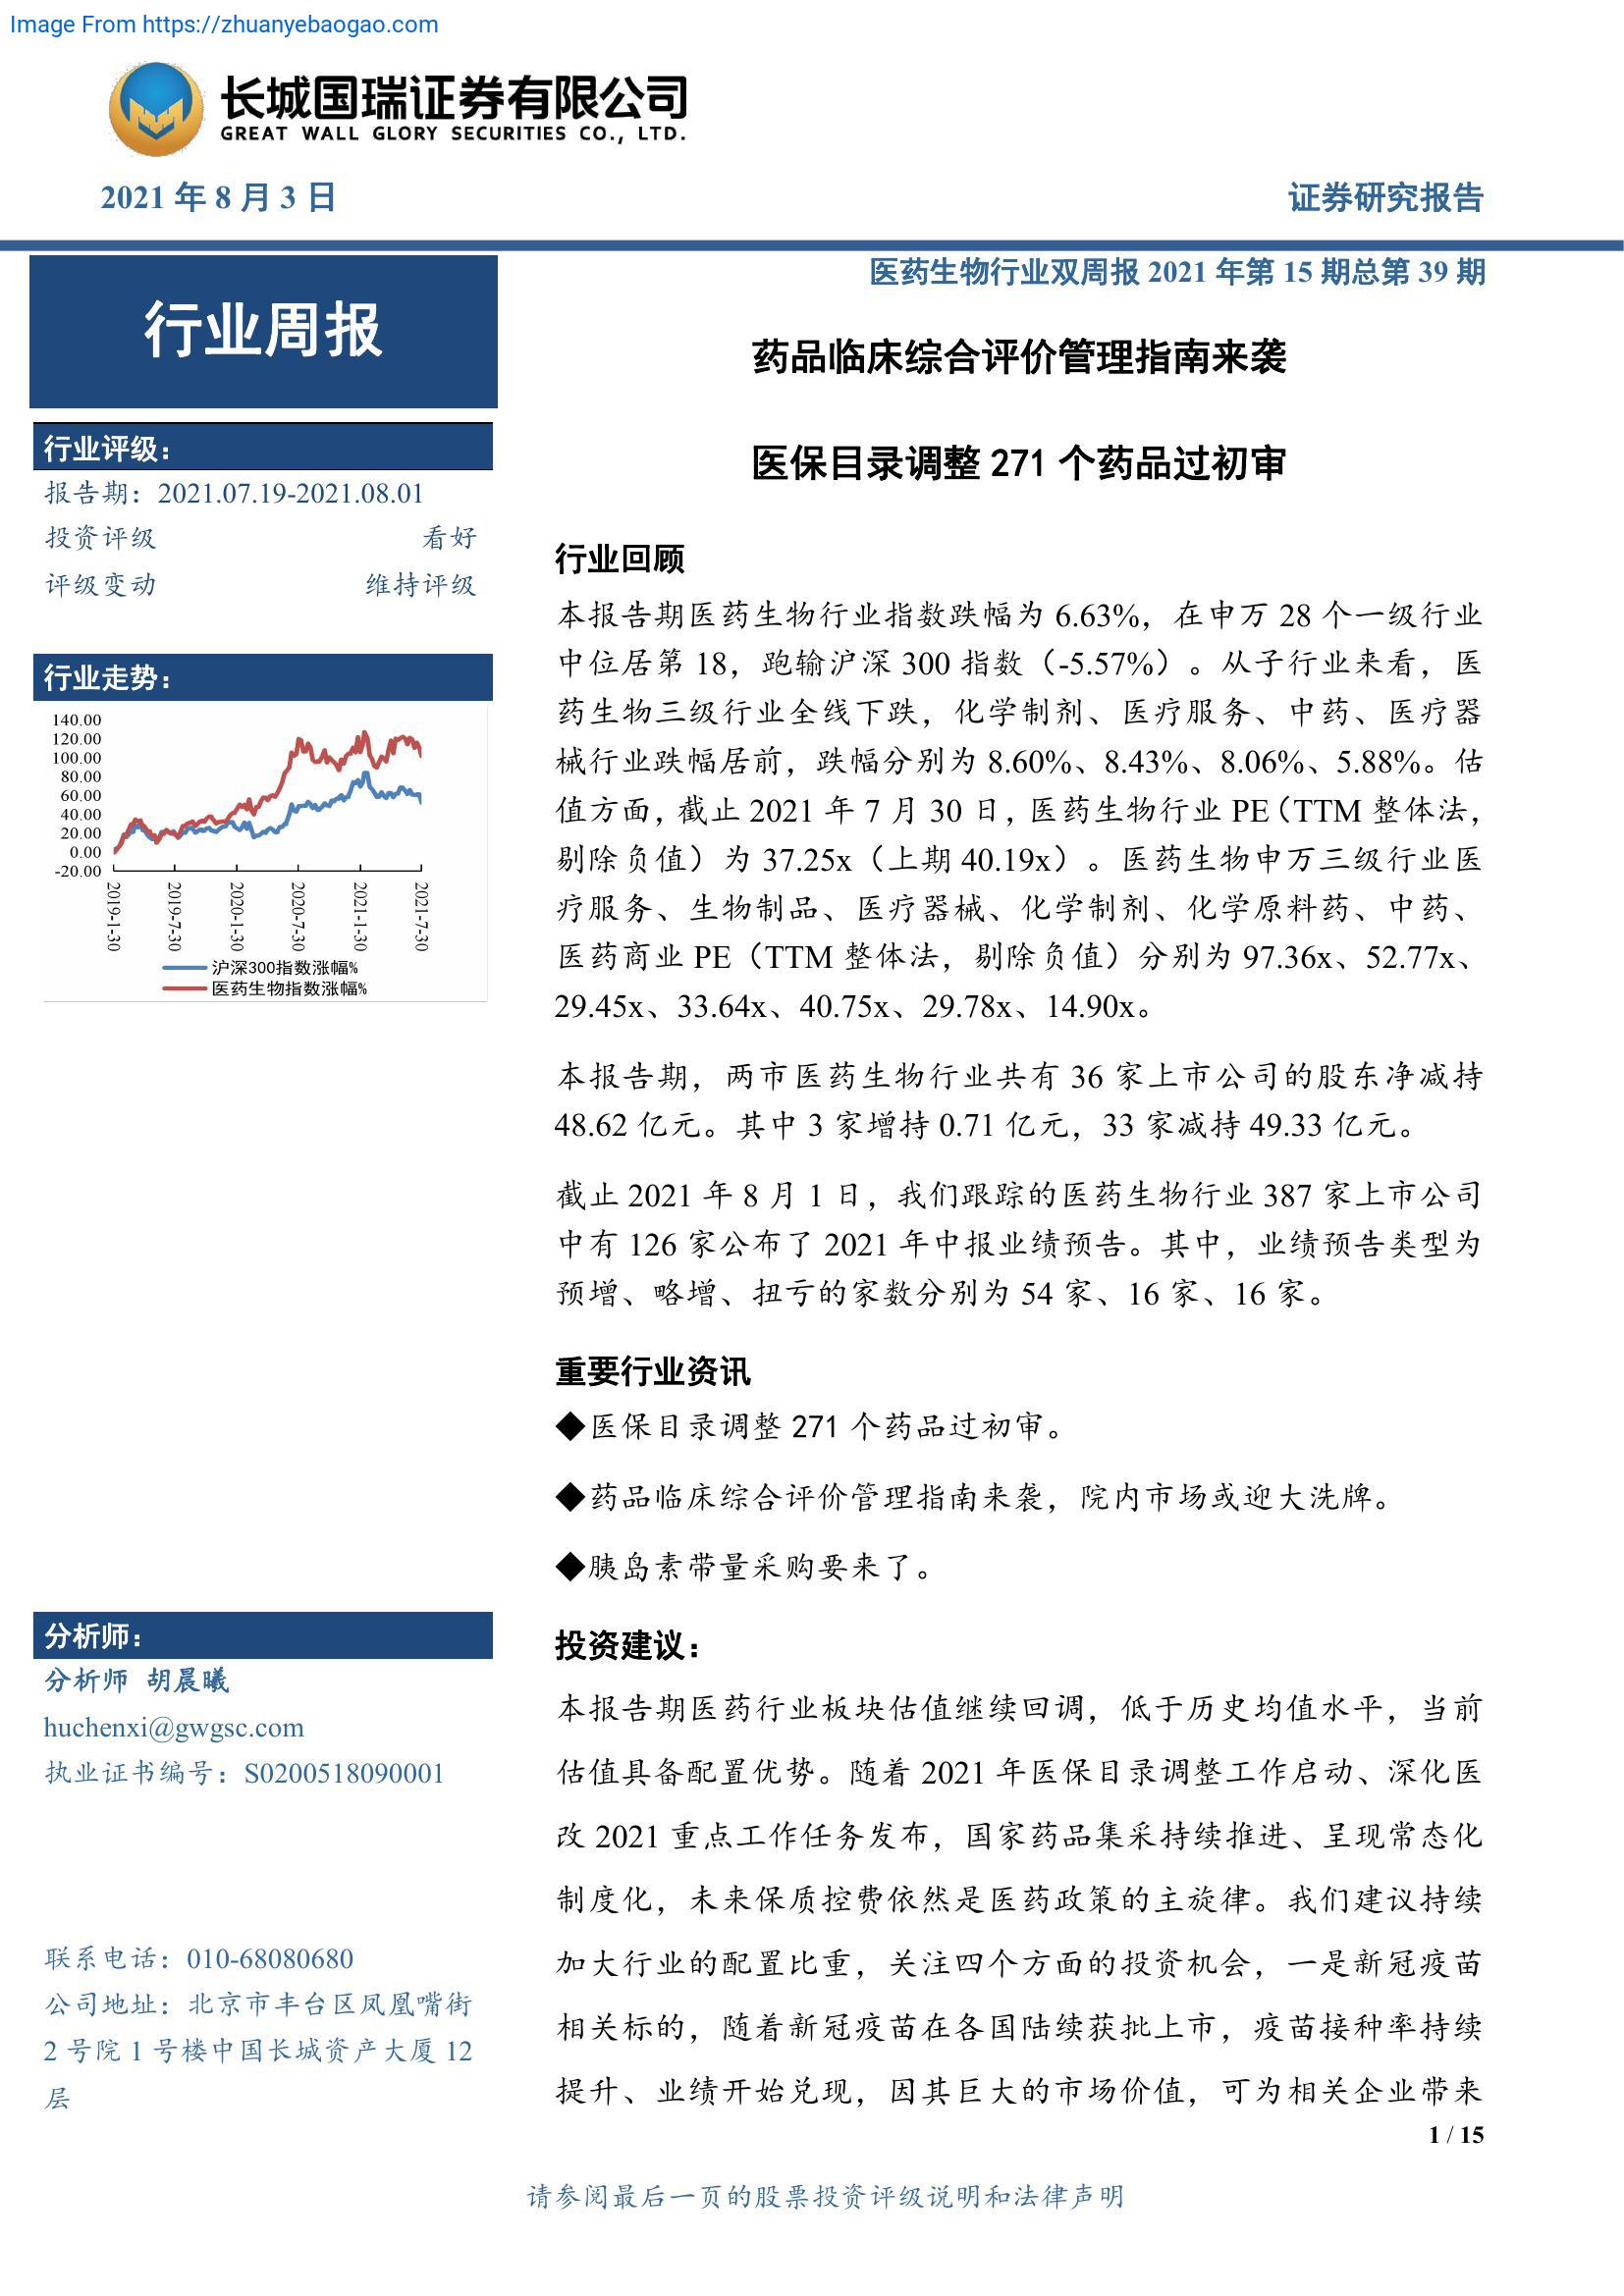 Image From https://zhuanyebaogao.com
长城国瑞证券有限公司
GREAT WALL GLORY SECURITIES CO., LTD.
2021 年 8 月 3 日
证券研究报告
医药生物行业双周报 2021 年第 15 期总第 39 期
行业周报
行业评级：
报告期：2021.07.19-2021.08.01
投资评级 看好
评级变动 维持评级
行业走势：
140.00
120.00
100.00
80.00
60.00
40.00
20.00
0.00
-20.00
2019-1-30
2019-7-30
2020-1-30
2020-7-30
2021-1-30
2021-7-30
沪深300指数涨幅%
医药生物指数涨幅%
分析师：
分析师 胡晨曦
huchenxi@gwgsc.com
执业证书编号：S0200518090001
联系电话：010-68080680
公司地址：北京市丰台区凤凰嘴街
2 号院 1 号楼中国长城资产大厦 12
层
药品临床综合评价管理指南来袭
医保目录调整 271 个药品过初审
行业回顾
本报告期医药生物行业指数跌幅为 6.63%，在申万 28 个一级行业
中位居第 18，跑输沪深 300 指数（-5.57%）。从子行业来看，医
药生物三级行业全线下跌，化学制剂、医疗服务、中药、医疗器
械行业跌幅居前，跌幅分别为 8.60%、8.43%、8.06%、5.88%。估
值方面，截止 2021 年 7 月 30 日，医药生物行业 PE（TTM 整体法，
剔除负值）为 37.25x（上期 40.19x）。医药生物申万三级行业医
疗服务、生物制品、医疗器械、化学制剂、化学原料药、中药、
医药商业 PE（TTM 整体法，剔除负值）分别为 97.36x、52.77x、
29.45x、33.64x、40.75x、29.78x、14.90x。
本报告期，两市医药生物行业共有 36 家上市公司的股东净减持
48.62 亿元。其中 3 家增持 0.71 亿元，33 家减持 49.33 亿元。
截止 2021 年 8 月 1 日，我们跟踪的医药生物行业 387 家上市公司
中有 126 家公布了 2021 年中报业绩预告。其中，业绩预告类型为
预增、略增、扭亏的家数分别为 54 家、16 家、16 家。
重要行业资讯
◆医保目录调整 271 个药品过初审。
◆药品临床综合评价管理指南来袭，院内市场或迎大洗牌。
◆胰岛素带量采购要来了。
投资建议：
本报告期医药行业板块估值继续回调，低于历史均值水平，当前
估值具备配置优势。随着 2021 年医保目录调整工作启动、深化医
改 2021 重点工作任务发布，国家药品集采持续推进、呈现常态化
制度化，未来保质控费依然是医药政策的主旋律。我们建议持续
加大行业的配置比重，关注四个方面的投资机会，一是新冠疫苗
相关标的，随着新冠疫苗在各国陆续获批上市，疫苗接种率持续
提升、业绩开始兑现，因其巨大的市场价值，可为相关企业带来
1 / 15
请参阅最后一页的股票投资评级说明和法律声明